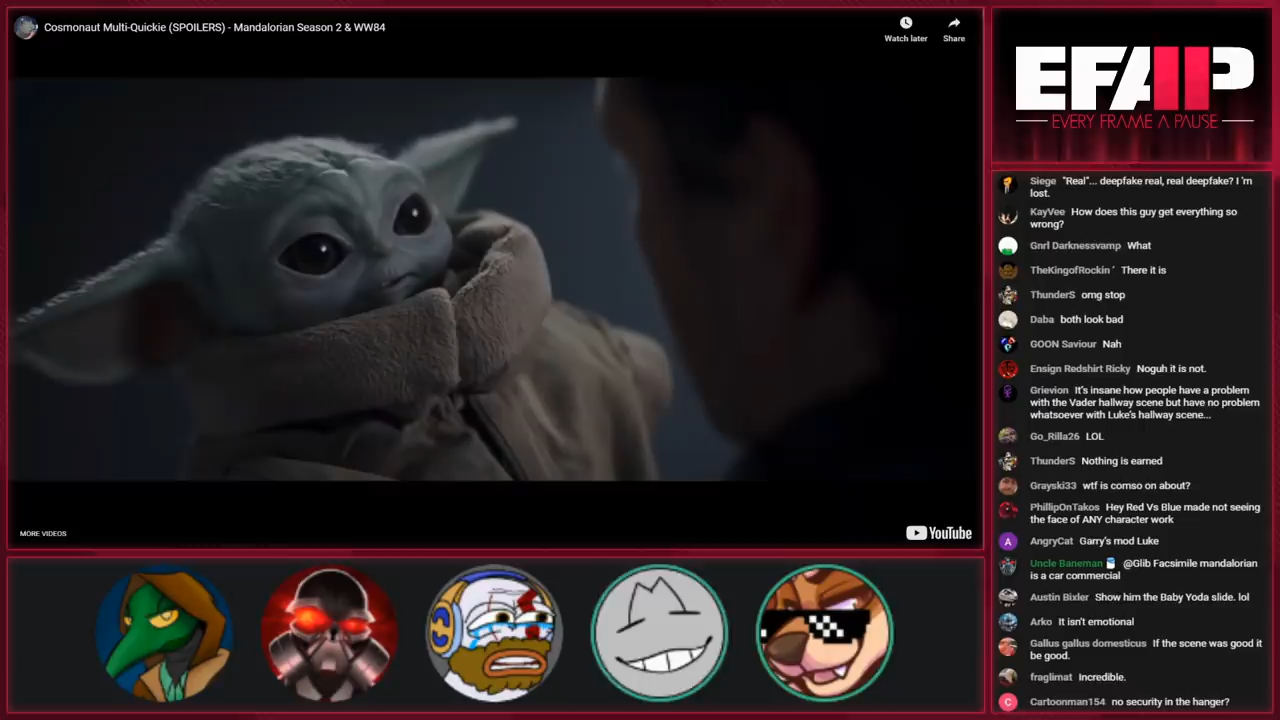 Cosmonaut Multi-Quickie (SPOILERS) - Mandalorian Season 2 & WW84
Watch later
Share
MORE VIDEOS
YouTube
EFAP
EVERY FRAME A PAUSE
Siege "Real"... deepfake real, real deepfake? I 'm
lost.
KayVee How does this guy get everything so
wrong?
Gnrl Darknessvamp What
TheKingofRockin ' There it is
ThunderS omg stop
Daba both look bad
GOON Saviour Nah
Ensign Redshirt Ricky Noguh it is not.
Grievion It's insane how people have a problem
with the Vader hallway scene but have no problem
whatsoever with Luke's hallway scene...
Go_Rilla26 LOL
ThunderS Nothing is earned
Grayski33 wtf is comso on about?
PhillipOnTakos Hey Red Vs Blue made not seeing
the face of ANY character work
A
AngryCat Garry's mod Luke
Uncle Baneman @Glib Facsimile mandalorian
is a car commercial
Austin Bixler Show him the Baby Yoda slide. lol
Arko It isn't emotional
Gallus gallus domesticus If the scene was good it
be good.
fraglimat Incredible.
C
Cartoonman154 no security in the hanger?